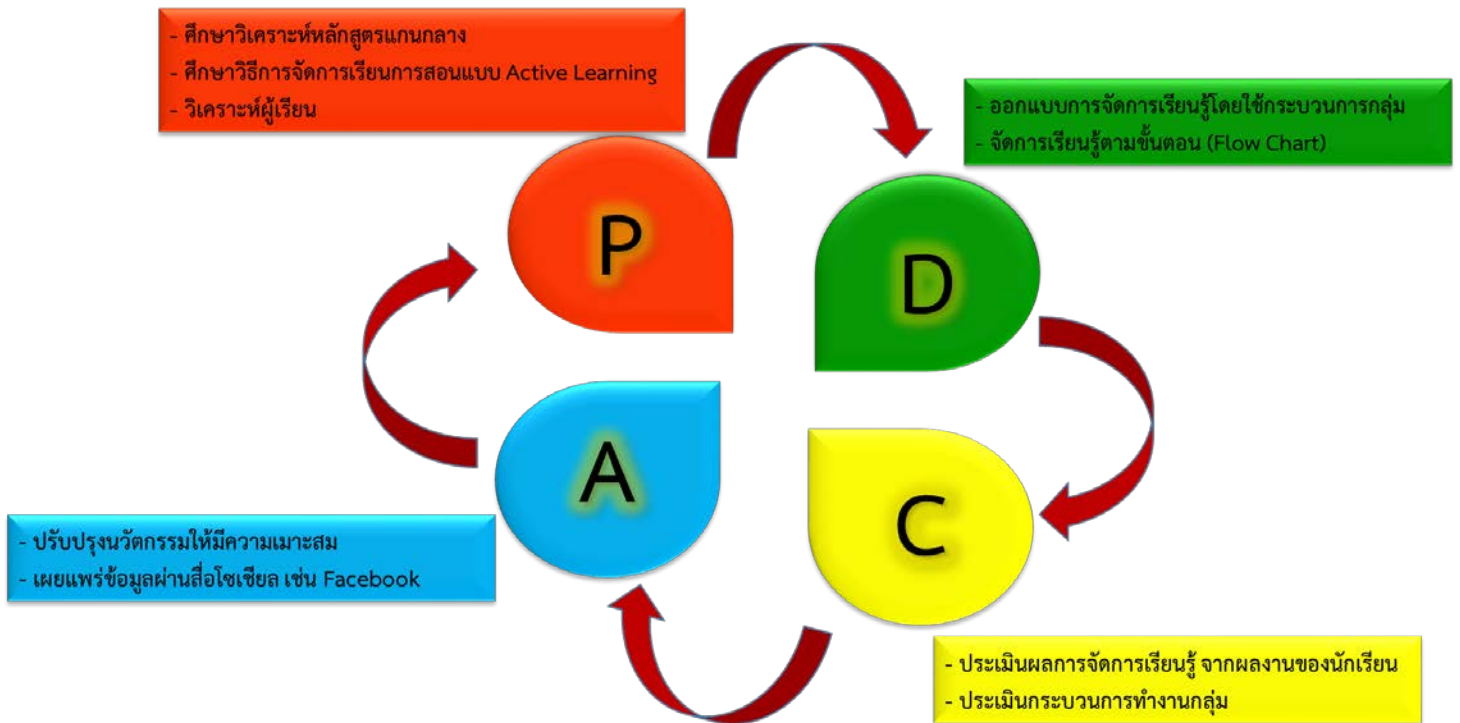 - ศึกษาวิเคราะห์หลักสูตรแกนกลาง
- ศึกษาวิธีการจัดการเรียนการสอนแบบ Active Learning
- วิเคราะห์ผู้เรียน
P
- ออกแบบการจัดการเรียนรู้โดยใช้กระบวนการกลุ่ม
- จัดการเรียนรู้ตามขั้นตอน (Flow Chart)
D
C
- ประเมินผลการจัดการเรียนรู้ จากผลงานของนักเรียน
- ประเมินกระบวนการทำงานกลุ่ม
A
- ปรับปรุงนวัตกรรมให้มีความเมาะสม
- เผยแพร่ข้อมูลผ่านสื่อโซเชียล เช่น Facebook